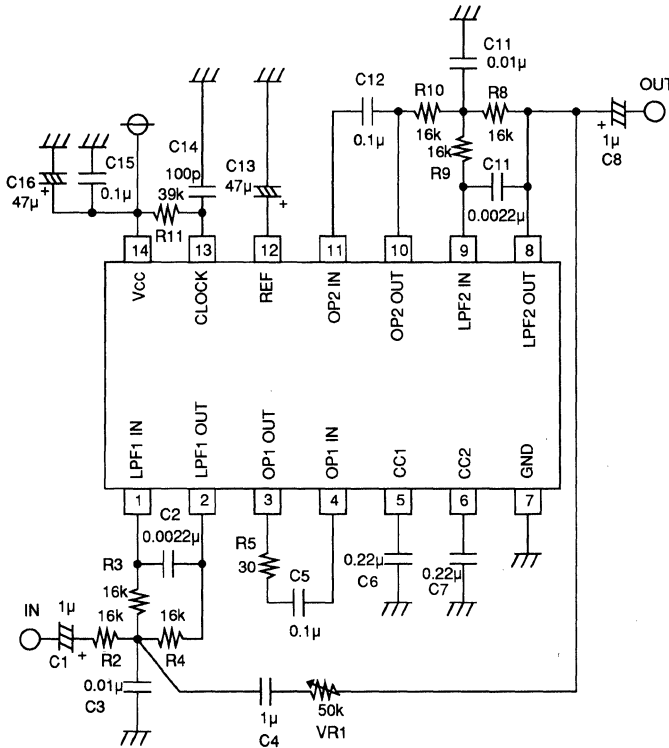 C11
0.01μ
OUT
C12
0.1μ
R10
16k
R8
16k
16k
R9
C11
0.0022μ
1μ
+
C8
C14
100p
C15
0.1μ
C16
47μ
+
39k
R11
C13
47μ
+
14
13
12
11
10
9
8
VCC
CLOCK
REF
OP2 IN
OP2 OUT
LPF2 IN
LPF2 OUT
LPF1 IN
LPF1 OUT
OP1 OUT
OP1 IN
CC1
CC2
GND
1
2
3
4
5
6
7
C2
0.0022μ
R3
16k
R5
30
C5
0.1μ
0.22μ
C6
0.22μ
C7
IN
1μ
C1
+
16k
R2
16k
R4
0.01μ
C3
1μ
C4
50k
VR1